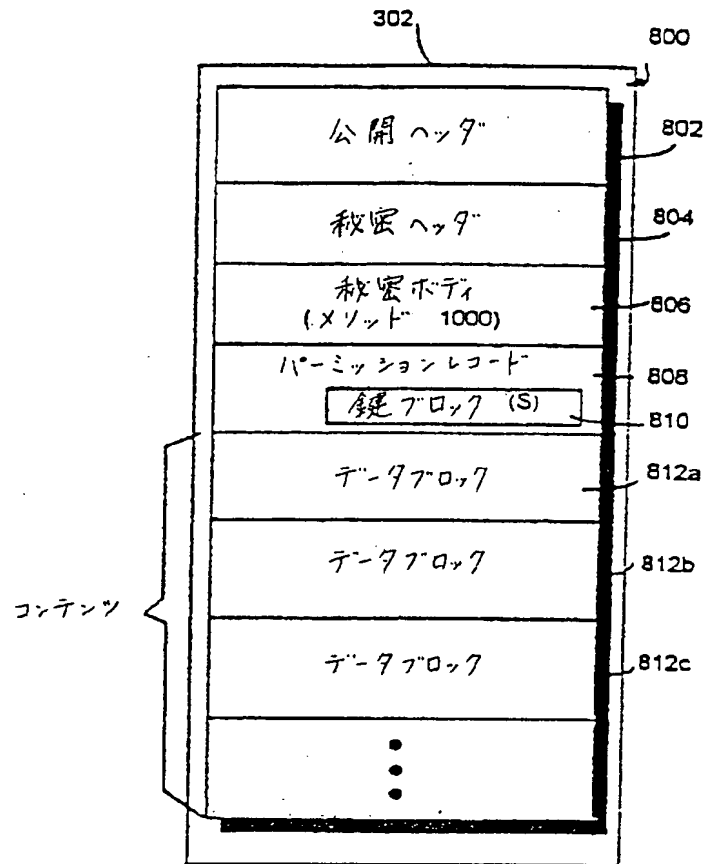 302
800
公開ヘッダ
802
秘密ヘッダ
804
秘密ボディ
(メソッド 1000)
806
パーミッションレコード
808
鍵ブロック (S)
810
データブロック
812a
データブロック
812b
コンテンツ
データブロック
812c